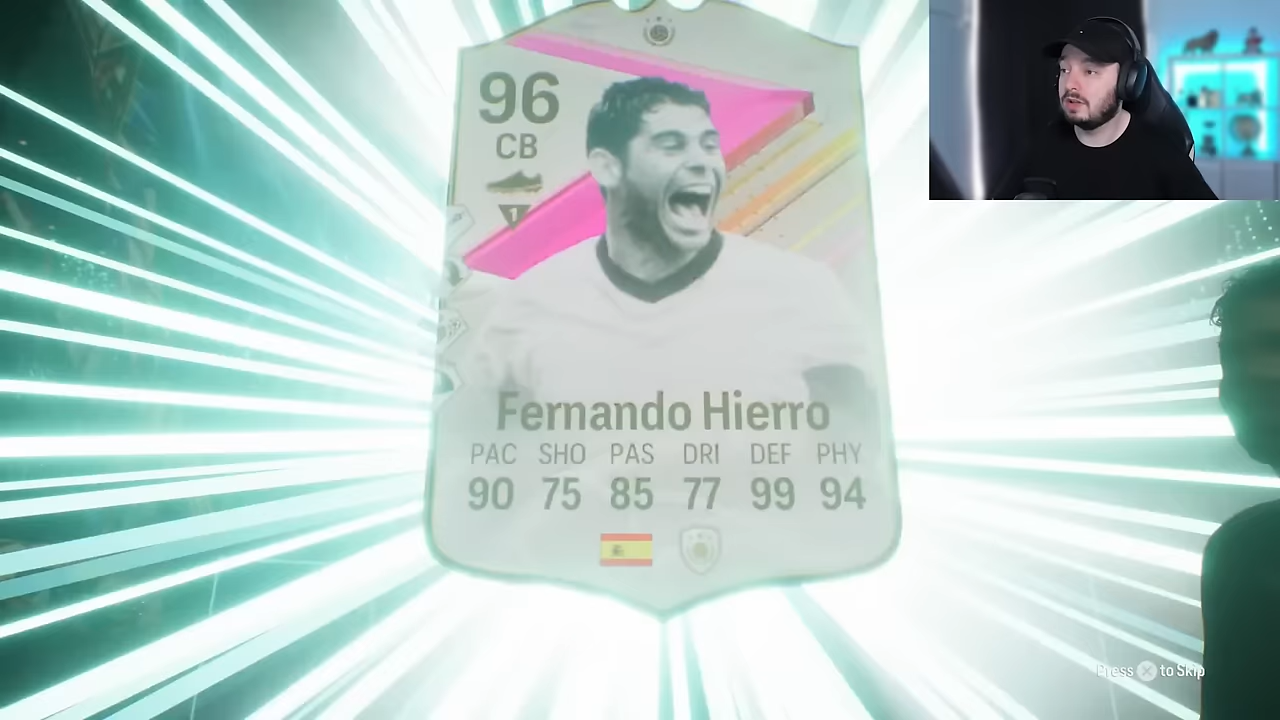 96
CB
1
Fernando Hierro
PAC SHO PAS DRI DEF PHY
90 75 85 77 99 94
Press X to Skip